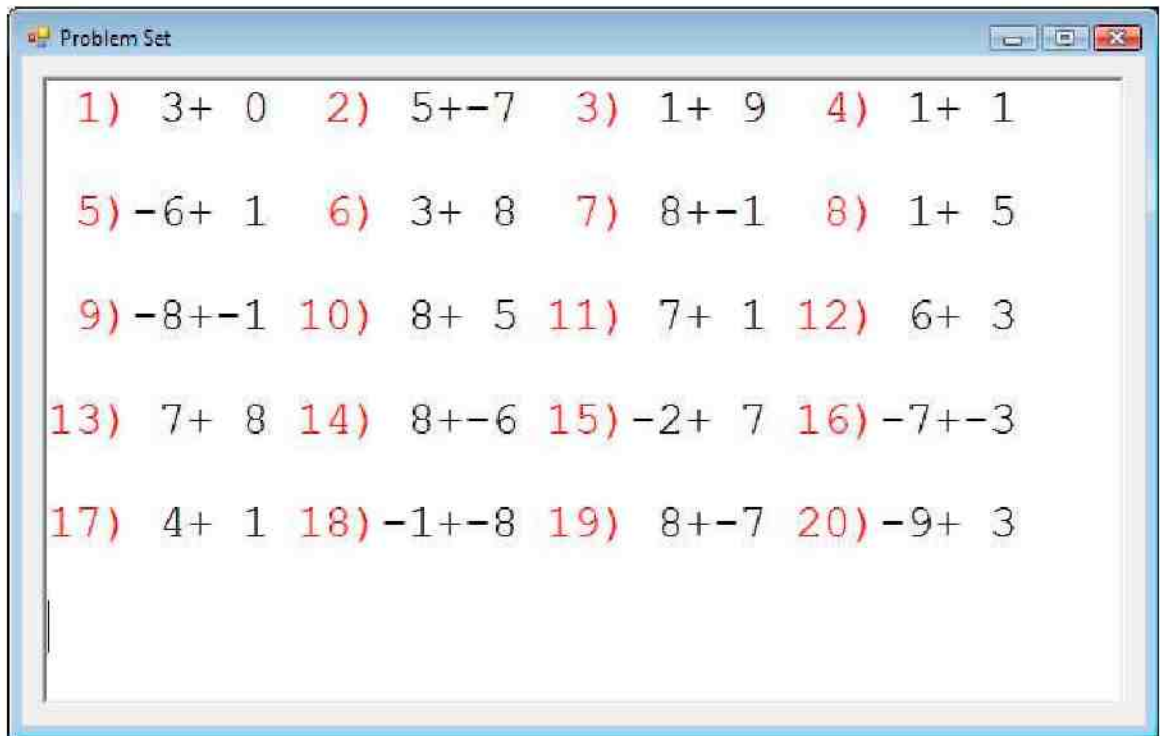 Problem Set
1) 3+ 0 2) 5+-7 3) 1+ 9 4) 1+ 1
5)-6+ 1 6) 3+ 8 7) 8+-1 8) 1+ 5
9)-8+-1 10) 8+ 5 11) 7+ 1 12) 6+ 3
13) 7+ 8 14) 8+-6 15)-2+ 7 16)-7+-3
17) 4+ 1 18)-1+-8 19) 8+-7 20)-9+ 3